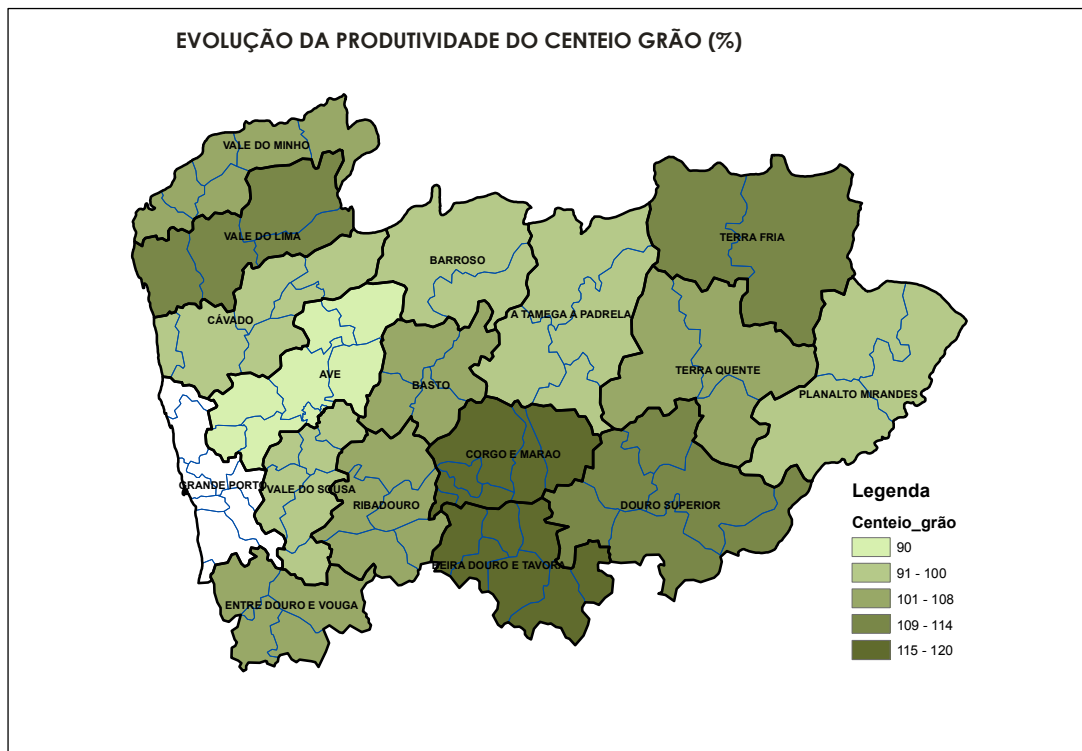 EVOLUÇÃO DA PRODUTIVIDADE DO CENTEIO GRÃO (%)
VALE DO MINHO
VALE DO LIMA
TERRA FRIA
BARROSO
CÁVADO
A TAMEGA A PADRELA
AVE
BASTO
TERRA QUENTE
PLANALTO MIRANDES
CORGO E MARAO
GRANDE PORTO
VALE DO SOUSA
RIBADOURO
DOURO SUPERIOR
BEIRA DOURO E TAVORA
ENTRE DOURO E VOUGA
Legenda
Centeio_grão
90
91 - 100
101 - 108
109 - 114
115 - 120